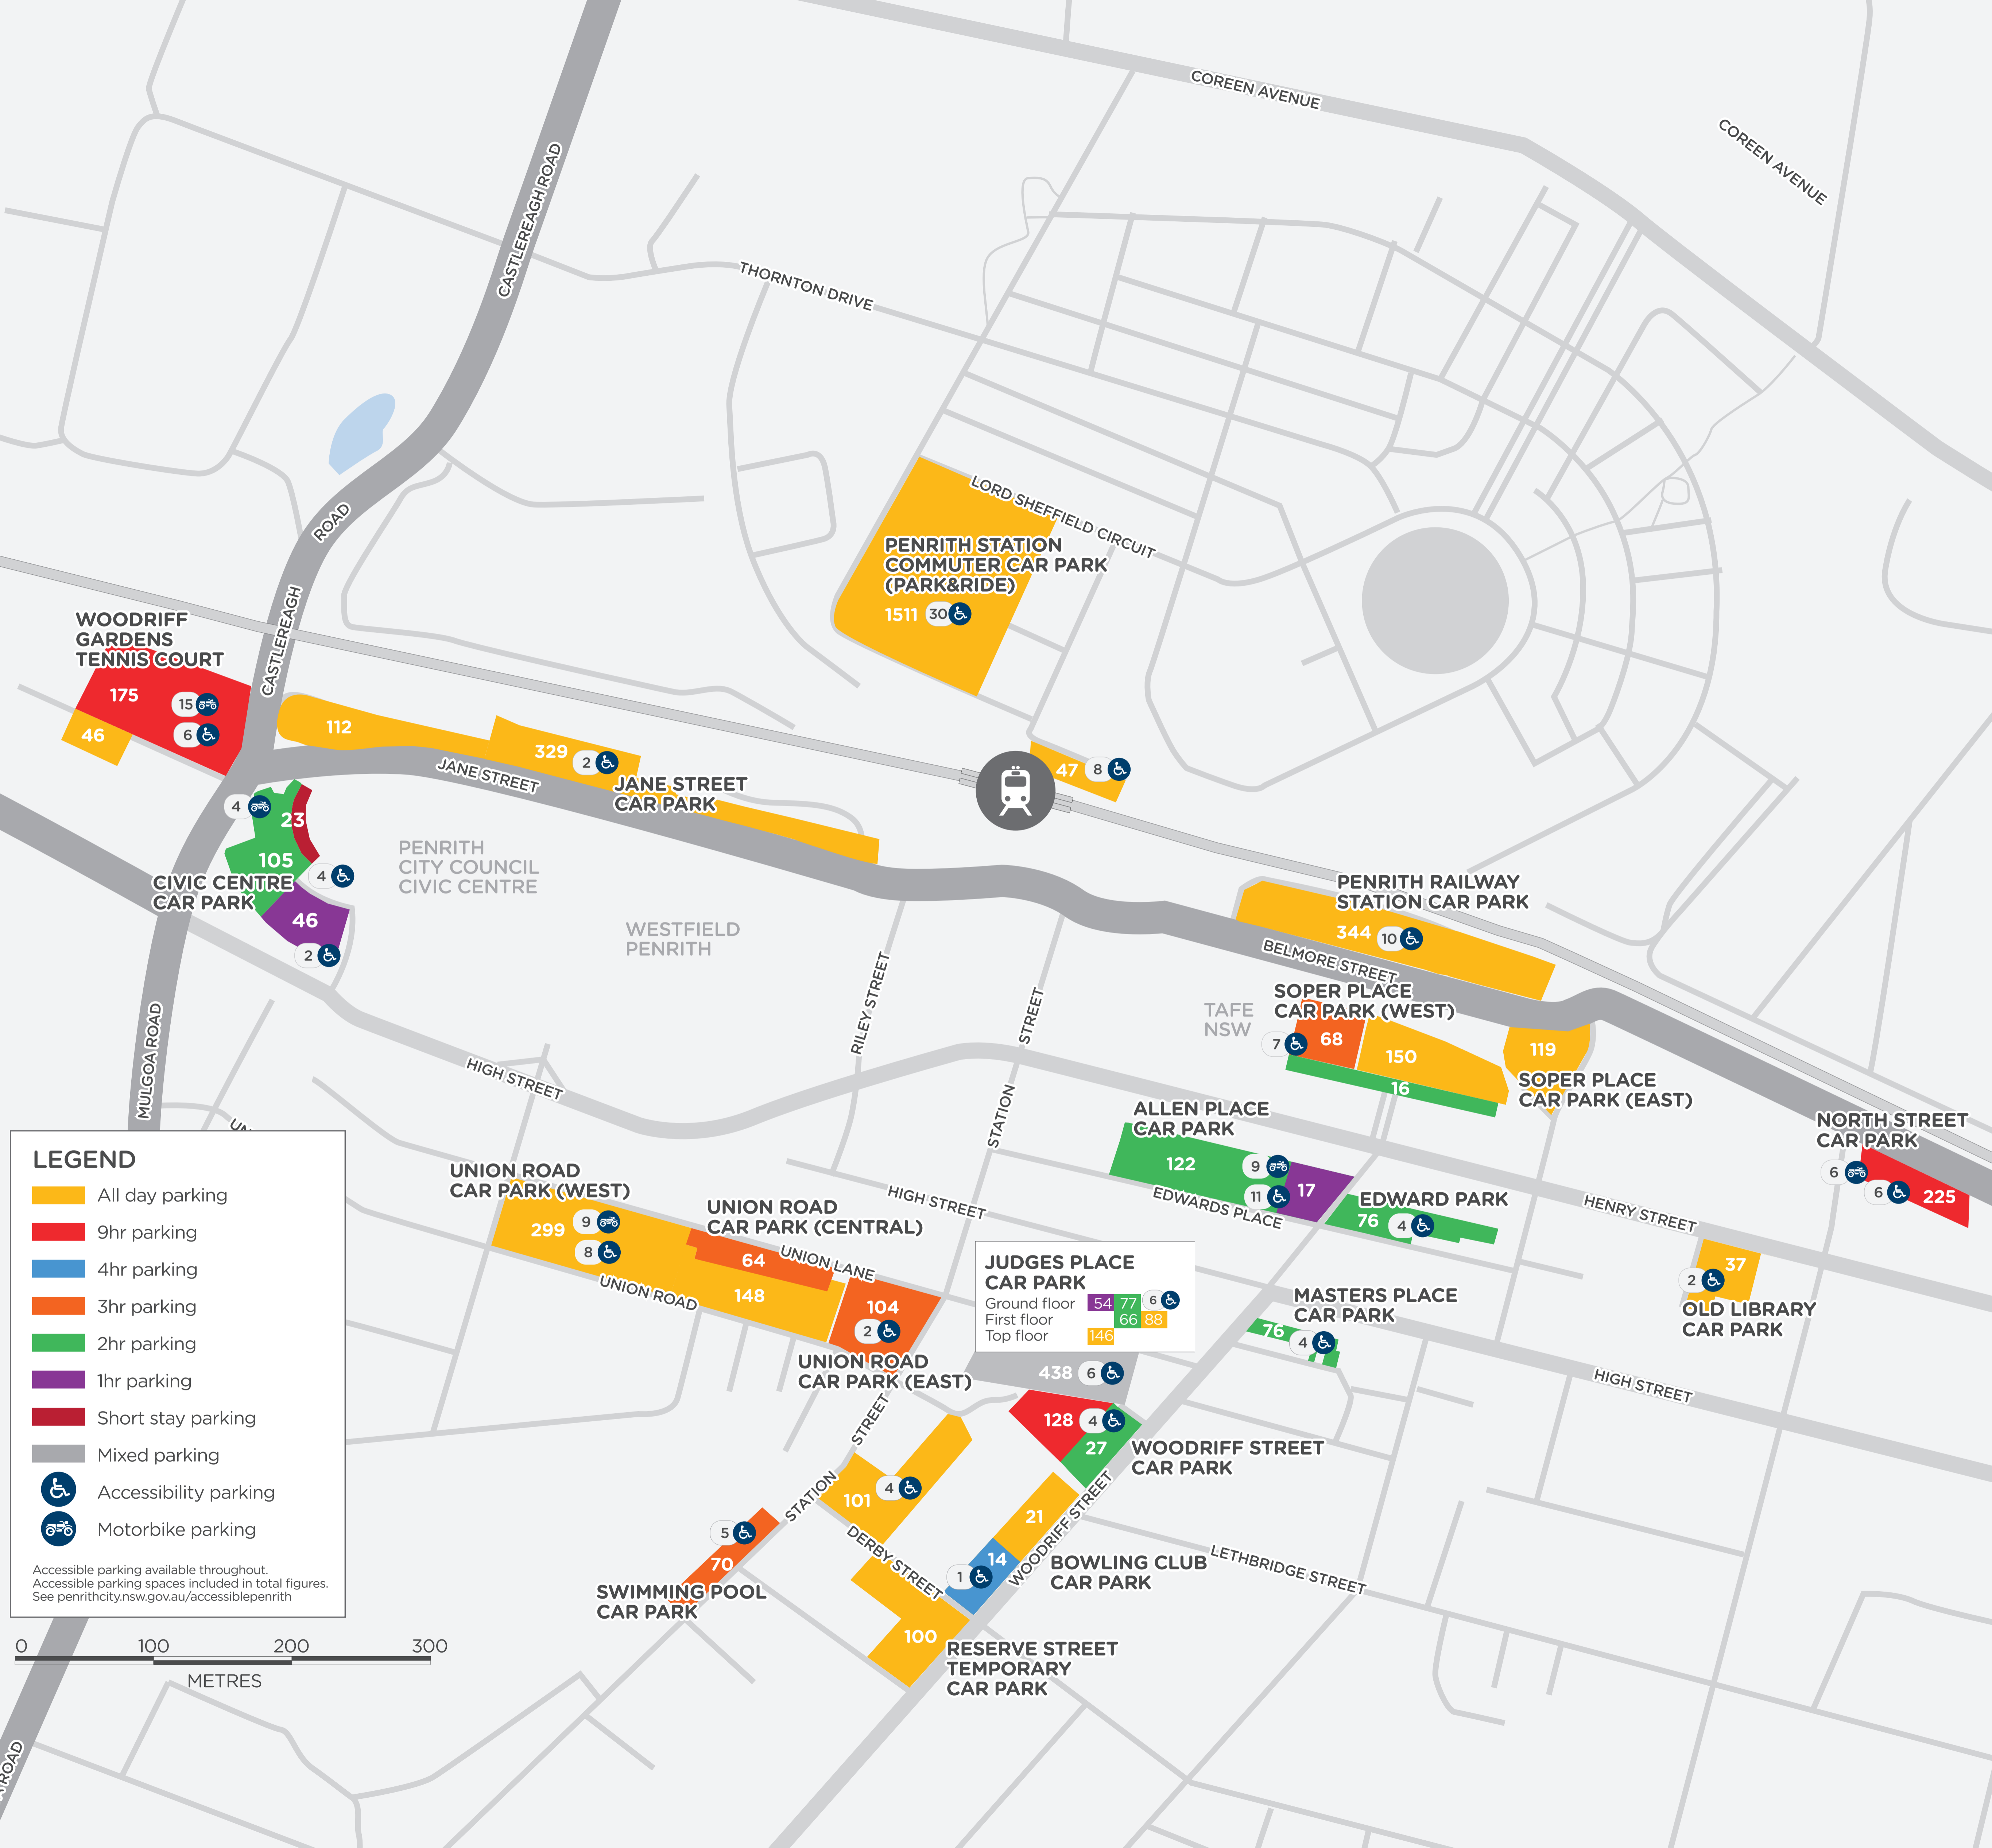 COREEN AVENUE
COREEN AVENUE
CASTLEREAGH ROAD
THORNTON DRIVE
LORD SHEFFIELD CIRCUIT
ROAD
CASTLEREAGH
PENRITH STATION
COMMUTER CAR PARK
(PARK&RIDE)
1511 30
WOODRIFF
GARDENS
TENNIS COURT
175
15
6
46
112
329 2
JANE STREET
JANE STREET
CAR PARK
47 8
4
23
105
4
CIVIC CENTRE
CAR PARK
46
2
PENRITH
CITY COUNCIL
CIVIC CENTRE
WESTFIELD
PENRITH
PENRITH RAILWAY
STATION CAR PARK
344 10
BELMORE STREET
RILEY STREET
STREET
STATION
TAFE
NSW
SOPER PLACE
CAR PARK (WEST)
7
68
150
16
119
SOPER PLACE
CAR PARK (EAST)
MULGOA ROAD
HIGH STREET
ALLEN PLACE
CAR PARK
122
9
11
17
EDWARDS PLACE
EDWARD PARK
76 4
HENRY STREET
NORTH STREET
CAR PARK
6
6
225
UN
UNION ROAD
CAR PARK (WEST)
299
9
8
UNION ROAD
CAR PARK (CENTRAL)
64
UNION LANE
148
UNION ROAD
104
2
UNION ROAD
CAR PARK (EAST)
HIGH STREET
JUDGES PLACE
CAR PARK
Ground floor 54 77 6
First floor 66 88
Top floor 146
438 6
37
2
OLD LIBRARY
CAR PARK
MASTERS PLACE
CAR PARK
76
4
HIGH STREET
128 4
27
WOODRIFF STREET
CAR PARK
STREET
STATION
101 4
DERBY STREET
21
14
1
WOODRIFF STREET
BOWLING CLUB
CAR PARK
LETHBRIDGE STREET
5
70
SWIMMING POOL
CAR PARK
100
RESERVE STREET
TEMPORARY
CAR PARK
LEGEND
All day parking
9hr parking
4hr parking
3hr parking
2hr parking
1hr parking
Short stay parking
Mixed parking
Accessibility parking
Motorbike parking
Accessible parking available throughout.
Accessible parking spaces included in total figures.
See penrithcity.nsw.gov.au/accessiblepenrith
0 100 200 300
METRES
ROAD